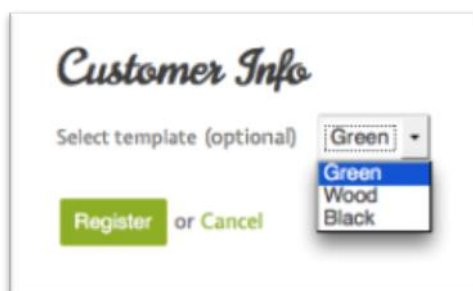 Customer Info
Select template (optional) Green
Green
Wood
Black
Register or Cancel